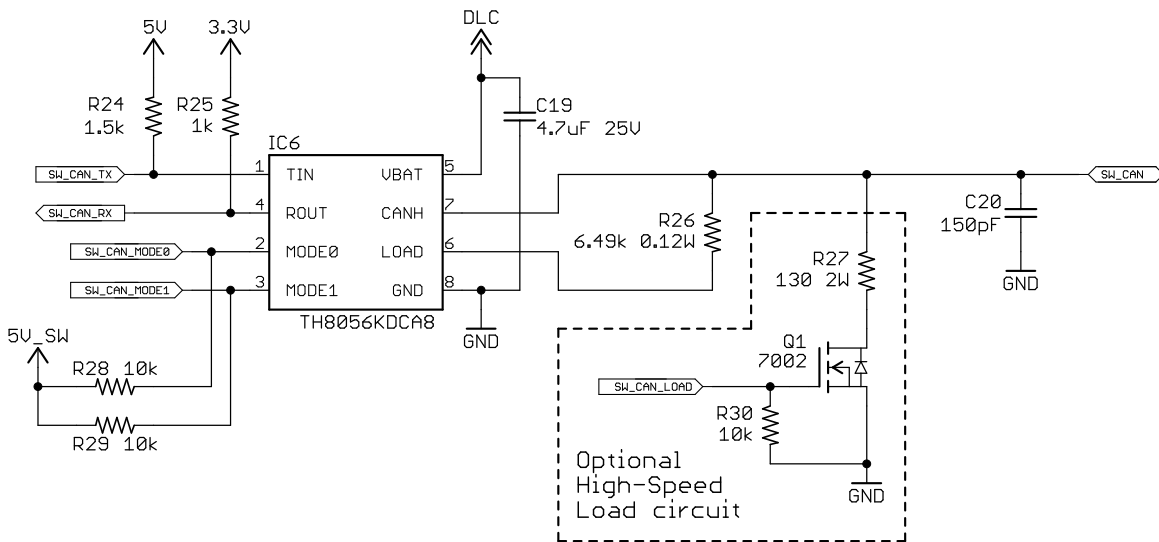 DLC
5V
3.3V
R24
1.5k
R25
1k
C19
4.7uF 25V
IC6
SW_CAN_TX
1
TIN
VBAT
5
SW_CAN
SW_CAN_RX
4
ROUT
CANH
7
R26
6.49k 0.12W
C20
150pF
SW_CAN_MODE0
2
MODE0
LOAD
6
R27
130 2W
SW_CAN_MODE1
3
MODE1
GND
8
GND
TH8056KDCA8
GND
5V_SW
R28 10k
R29 10k
Q1
7002
SW_CAN_LOAD
R30
10k
Optional
High-Speed
Load circuit
GND